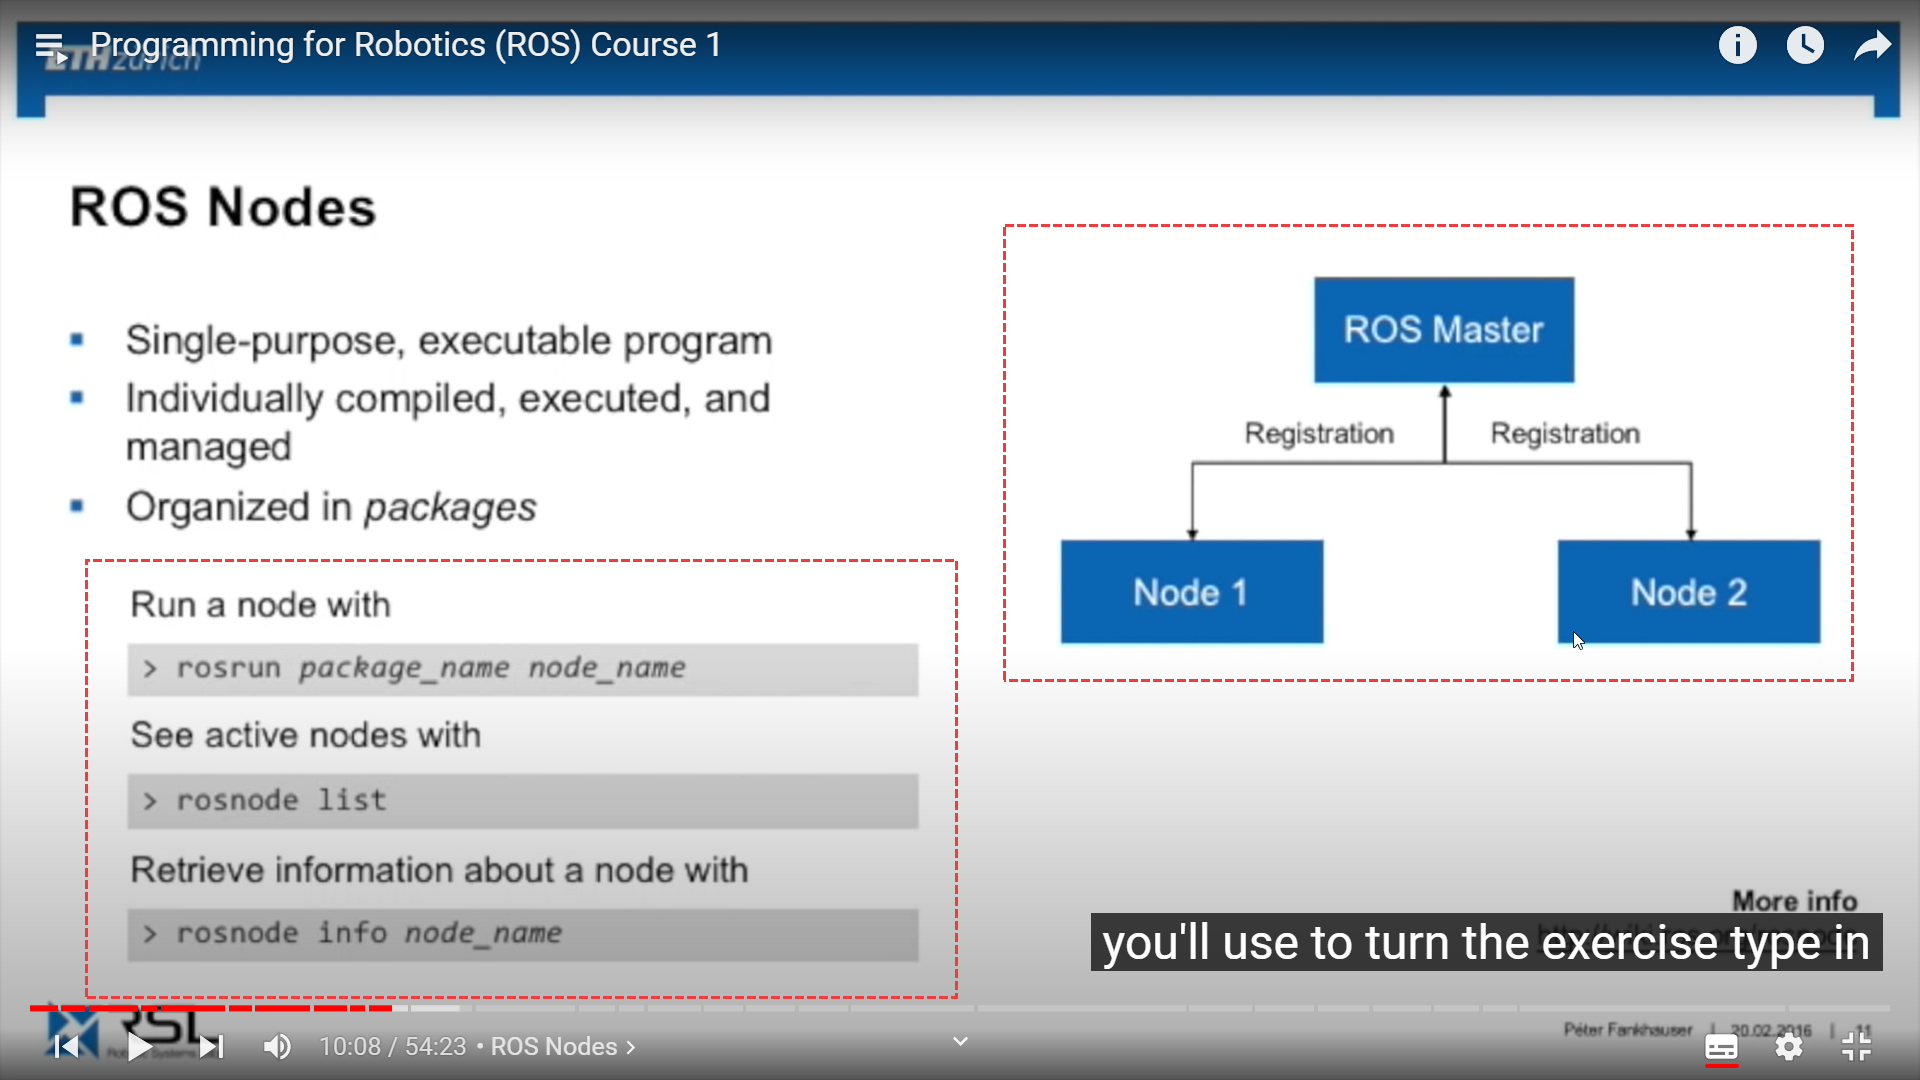 Programming for Robotics (ROS) Course 1
ETH zürich
ROS Nodes
Single-purpose, executable program
Individually compiled, executed, and
managed
Organized in packages
Run a node with
> rosrun package_name node_name
See active nodes with
> rosnode list
Retrieve information about a node with
> rosnode info node_name
ROS Master
Registration
Registration
Node 1
Node 2
More info
you'll use to turn the exercise type in
RSL
Péter Fankhauser | 20.02.2016 | 11
10:08 / 54:23 • ROS Nodes >